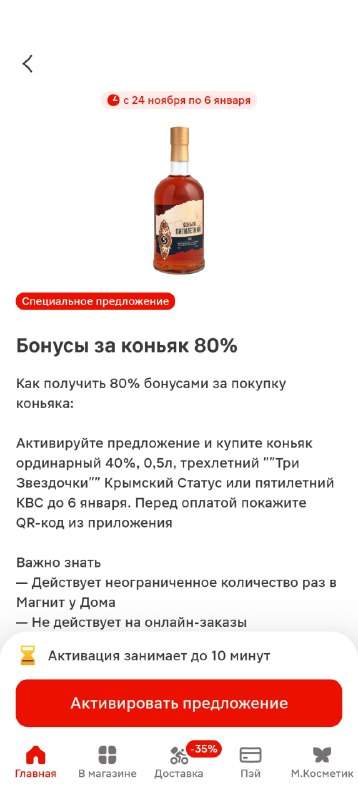 с 24 ноября по 6 января
КОНЬЯК
ПЯТИЛЕТНИЙ
5
Специальное предложение
Бонусы за коньяк 80%
Как получить 80% бонусами за покупку
коньяка:
Активируйте предложение и купите коньяк
ординарный 40%, 0,5л, трехлетний ""Три
Звездочки"" Крымский Статус или пятилетний
КВС до 6 января. Перед оплатой покажите
QR-код из приложения
Важно знать
— Действует неограниченное количество раз в
Магнит у Дома
— Не действует на онлайн-заказы
Активация занимает до 10 минут
Активировать предложение
-35%
Главная В магазине Доставка Пэй М.Косметик